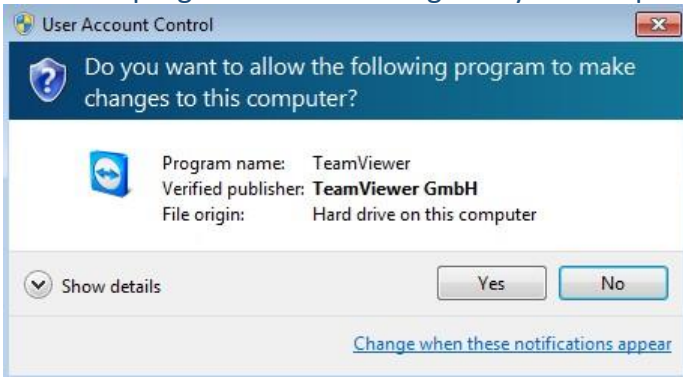 User Account Control
Do you want to allow the following program to make
changes to this computer?
Program name: TeamViewer
Verified publisher: TeamViewer GmbH
File origin: Hard drive on this computer
Show details
Yes No
Change when these notifications appear